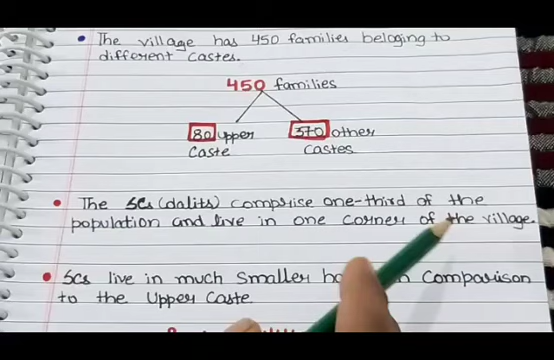 The village has 450 families beloging to
different Castes.
450 families
80 upper
Caste
370 other
Castes
The SCs (dalits) comprise one-third of the
population and live in one corner of the village.
SCs live in much smaller Comparison
to the Upper Caste